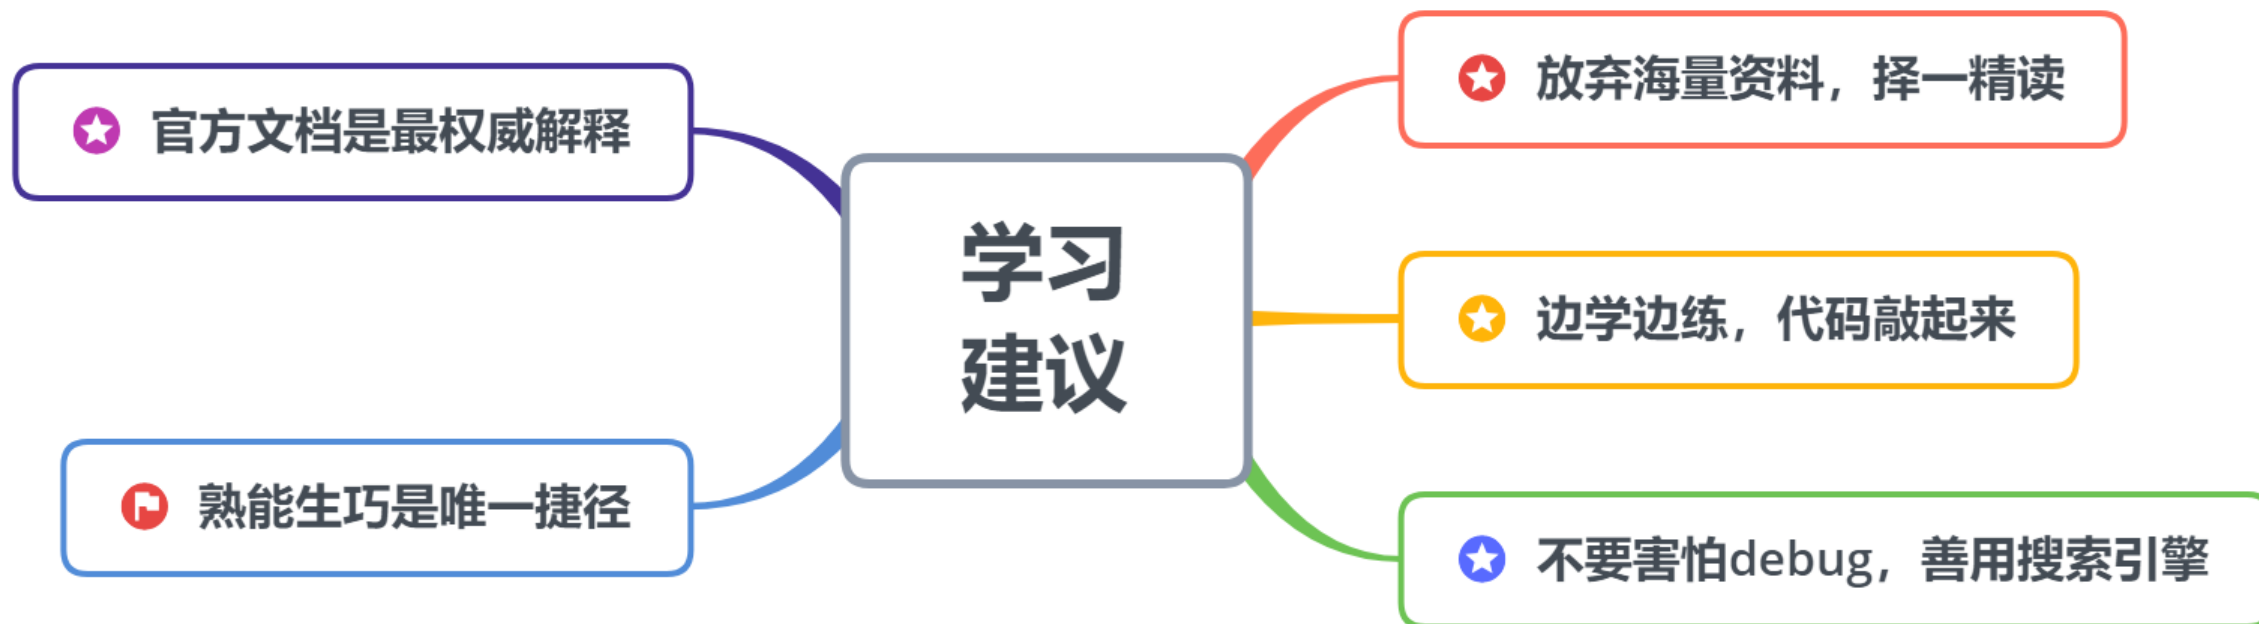 官方文档是最权威解释
熟能生巧是唯一捷径
学习
建议
放弃海量资料，择一精读
边学边练，代码敲起来
不要害怕debug，善用搜索引擎